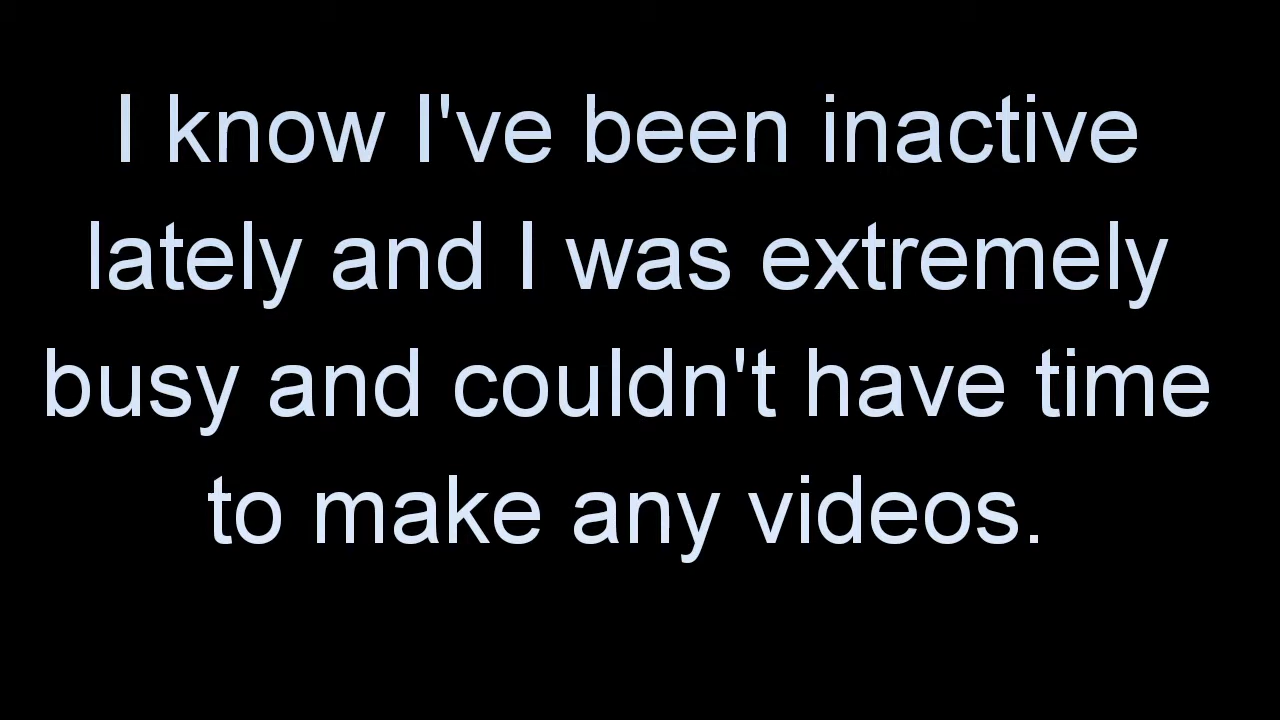 I know I've been inactive
lately and I was extremely
busy and couldn't have time
to make any videos.